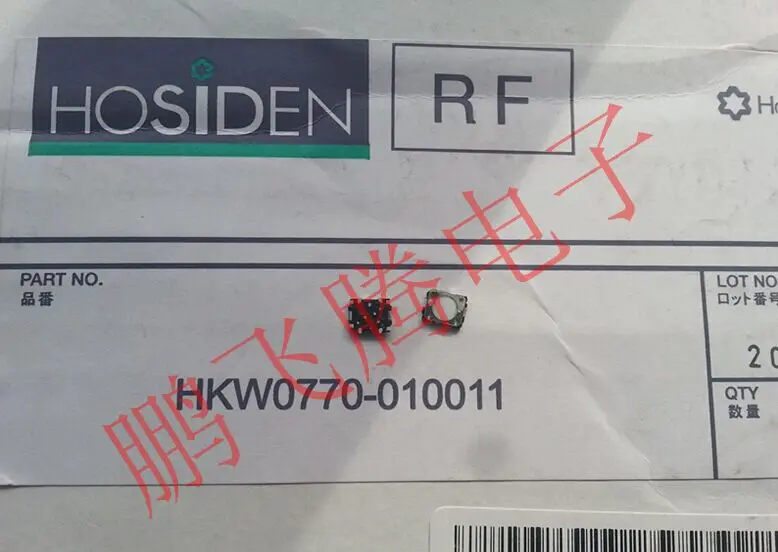 HOSIDEN
RF
Ho
PART NO.
品番
HKW0770-010011
LOT NO
ロット番号
20
QTY
数量
鹏飞腾电子